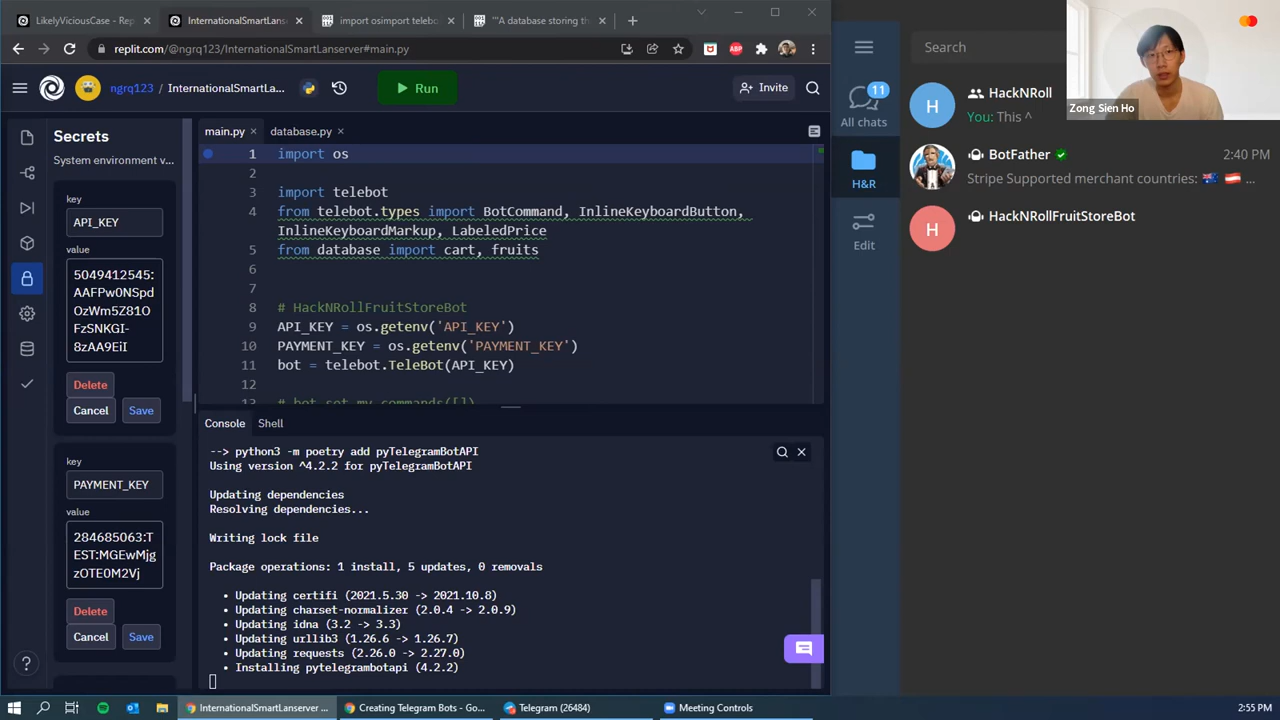 LikelyViciousCase - Rep
InternationalSmartLanser
import osimport telebo
'''A database storing th
replit.com/@ngrq123/InternationalSmartLanserver#main.py
ABP
ngrq123 / InternationalSmartLa...
Run
Invite
Search
11
All chats
H&R
Edit
H
HackNRoll
You: This ^
BotFather
2:40 PM
Stripe Supported merchant countries:
...
H
HackNRollFruitStoreBot
Zong Sien Ho
Secrets
System environment v...
key
API_KEY
value
5049412545:
AAFPw0NSpd
OzWm5Z81O
FzSNKGI-
8zAA9EiI
Delete
Cancel
Save
key
PAYMENT_KEY
value
284685063:T
EST:MGEwMjg
zOTE0M2Vj
Delete
Cancel
Save
?
main.py
database.py
1 import os
2
3 import telebot
4 from telebot.types import BotCommand, InlineKeyboardButton,
InlineKeyboardMarkup, LabeledPrice
5 from database import cart, fruits
6
7
8 # HackNRollFruitStoreBot
9 API_KEY = os.getenv('API_KEY')
10 PAYMENT_KEY = os.getenv('PAYMENT_KEY')
11 bot = telebot.TeleBot(API_KEY)
12
13 # bot.set_my_commands([])
Console
Shell
--> python3 -m poetry add pyTelegramBotAPI
Using version ^4.2.2 for pyTelegramBotAPI
Updating dependencies
Resolving dependencies...
Writing lock file
Package operations: 1 install, 5 updates, 0 removals
• Updating certifi (2021.5.30 -> 2021.10.8)
• Updating charset-normalizer (2.0.4 -> 2.0.9)
• Updating idna (3.2 -> 3.3)
• Updating urllib3 (1.26.6 -> 1.26.7)
• Updating requests (2.26.0 -> 2.27.0)
• Installing pytelegrambotapi (4.2.2)
InternationalSmartLanserver ...
Creating Telegram Bots - Go...
Telegram (26484)
Meeting Controls
2:55 PM